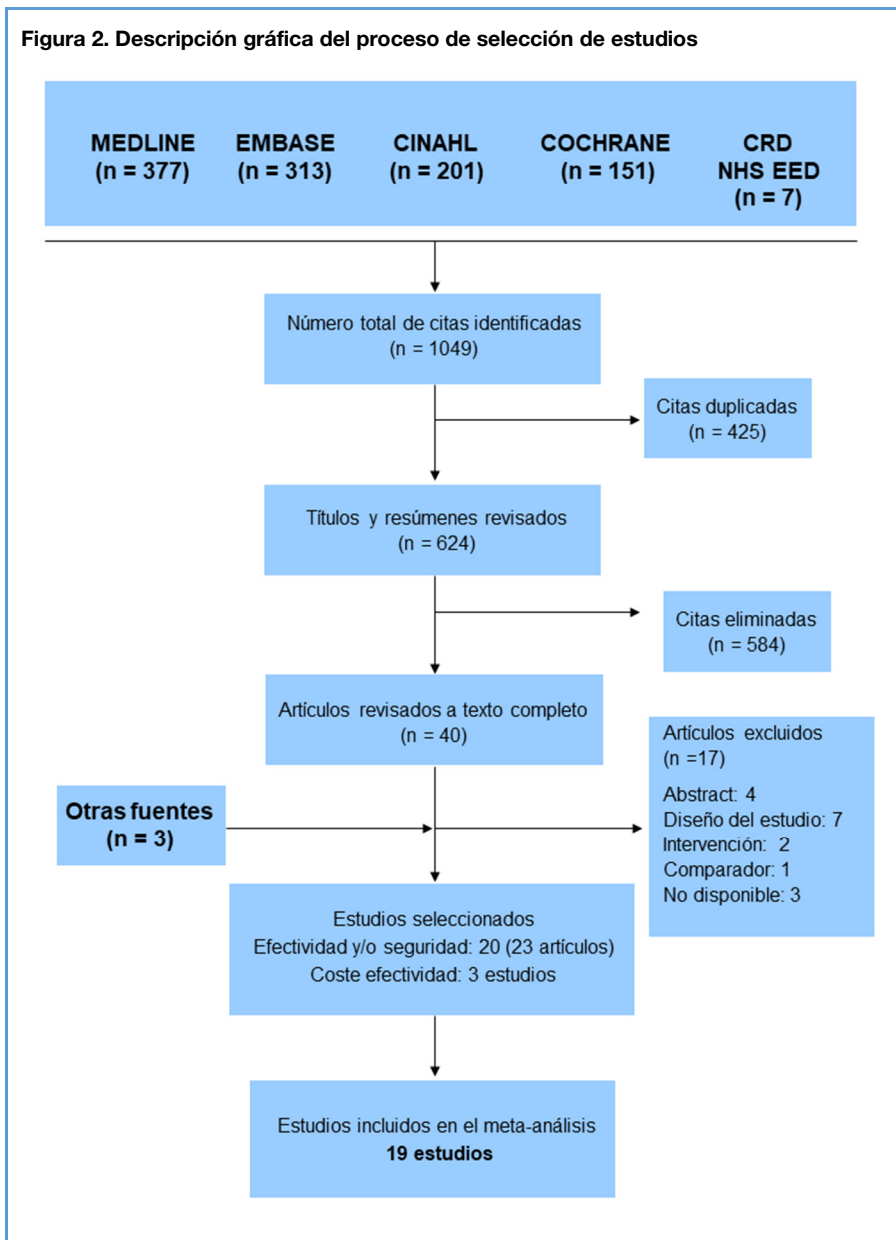 Figura 2. Descripción gráfica del proceso de selección de estudios
MEDLINE
(n = 377)
EMBASE
(n = 313)
CINAHL
(n = 201)
COCHRANE
(n = 151)
CRD
NHS EED
(n = 7)
Número total de citas identificadas
(n = 1049)
Citas duplicadas
(n = 425)
Títulos y resúmenes revisados
(n = 624)
Citas eliminadas
(n = 584)
Artículos revisados a texto completo
(n = 40)
Artículos excluidos
(n =17)
Abstract: 4
Diseño del estudio: 7
Intervención: 2
Comparador: 1
No disponible: 3
Otras fuentes
(n = 3)
Estudios seleccionados
Efectividad y/o seguridad: 20 (23 artículos)
Coste efectividad: 3 estudios
Estudios incluidos en el meta-análisis
19 estudios